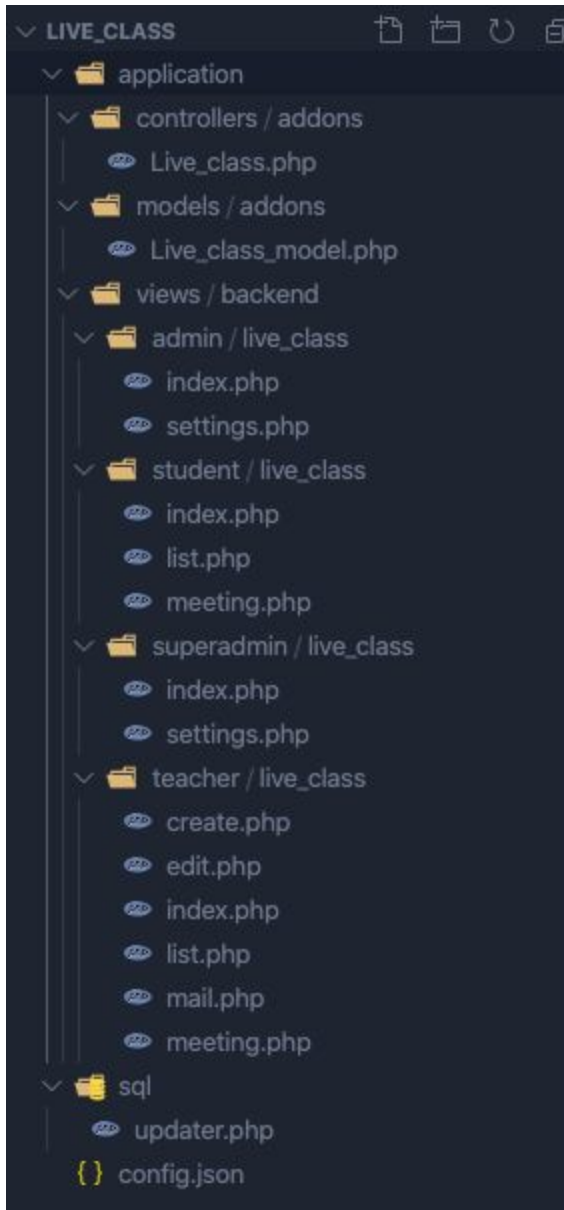 LIVE_CLASS
application
controllers / addons
Live_class.php
models / addons
Live_class_model.php
views / backend
admin / live_class
index.php
settings.php
student / live_class
index.php
list.php
meeting.php
superadmin / live_class
index.php
settings.php
teacher / live_class
create.php
edit.php
index.php
list.php
mail.php
meeting.php
sql
updater.php
{ } config.json